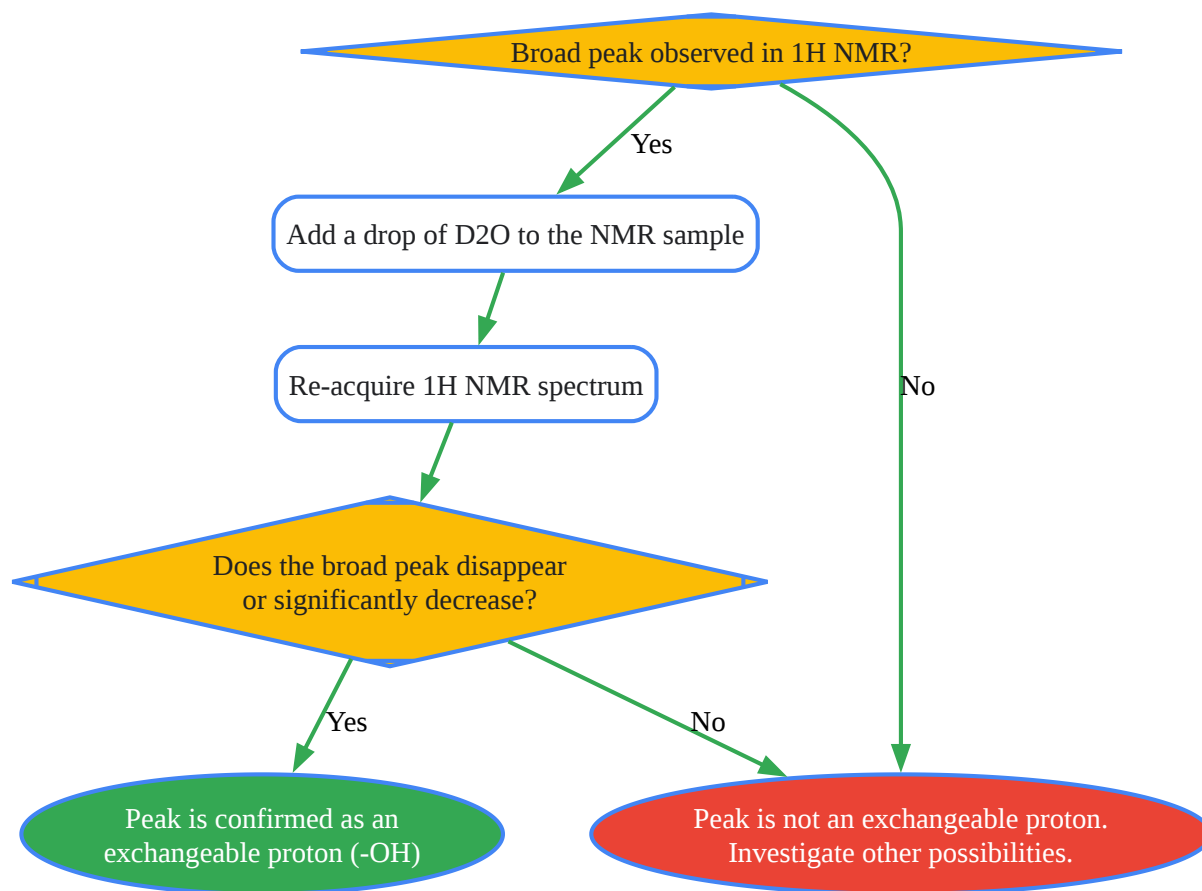 Broad peak observed in 1H NMR?
Yes
Add a drop of D2O to the NMR sample
Re-acquire 1H NMR spectrum
No
Does the broad peak disappear
or significantly decrease?
Yes
No
Peak is confirmed as an
exchangeable proton (-OH)
Peak is not an exchangeable proton.
Investigate other possibilities.